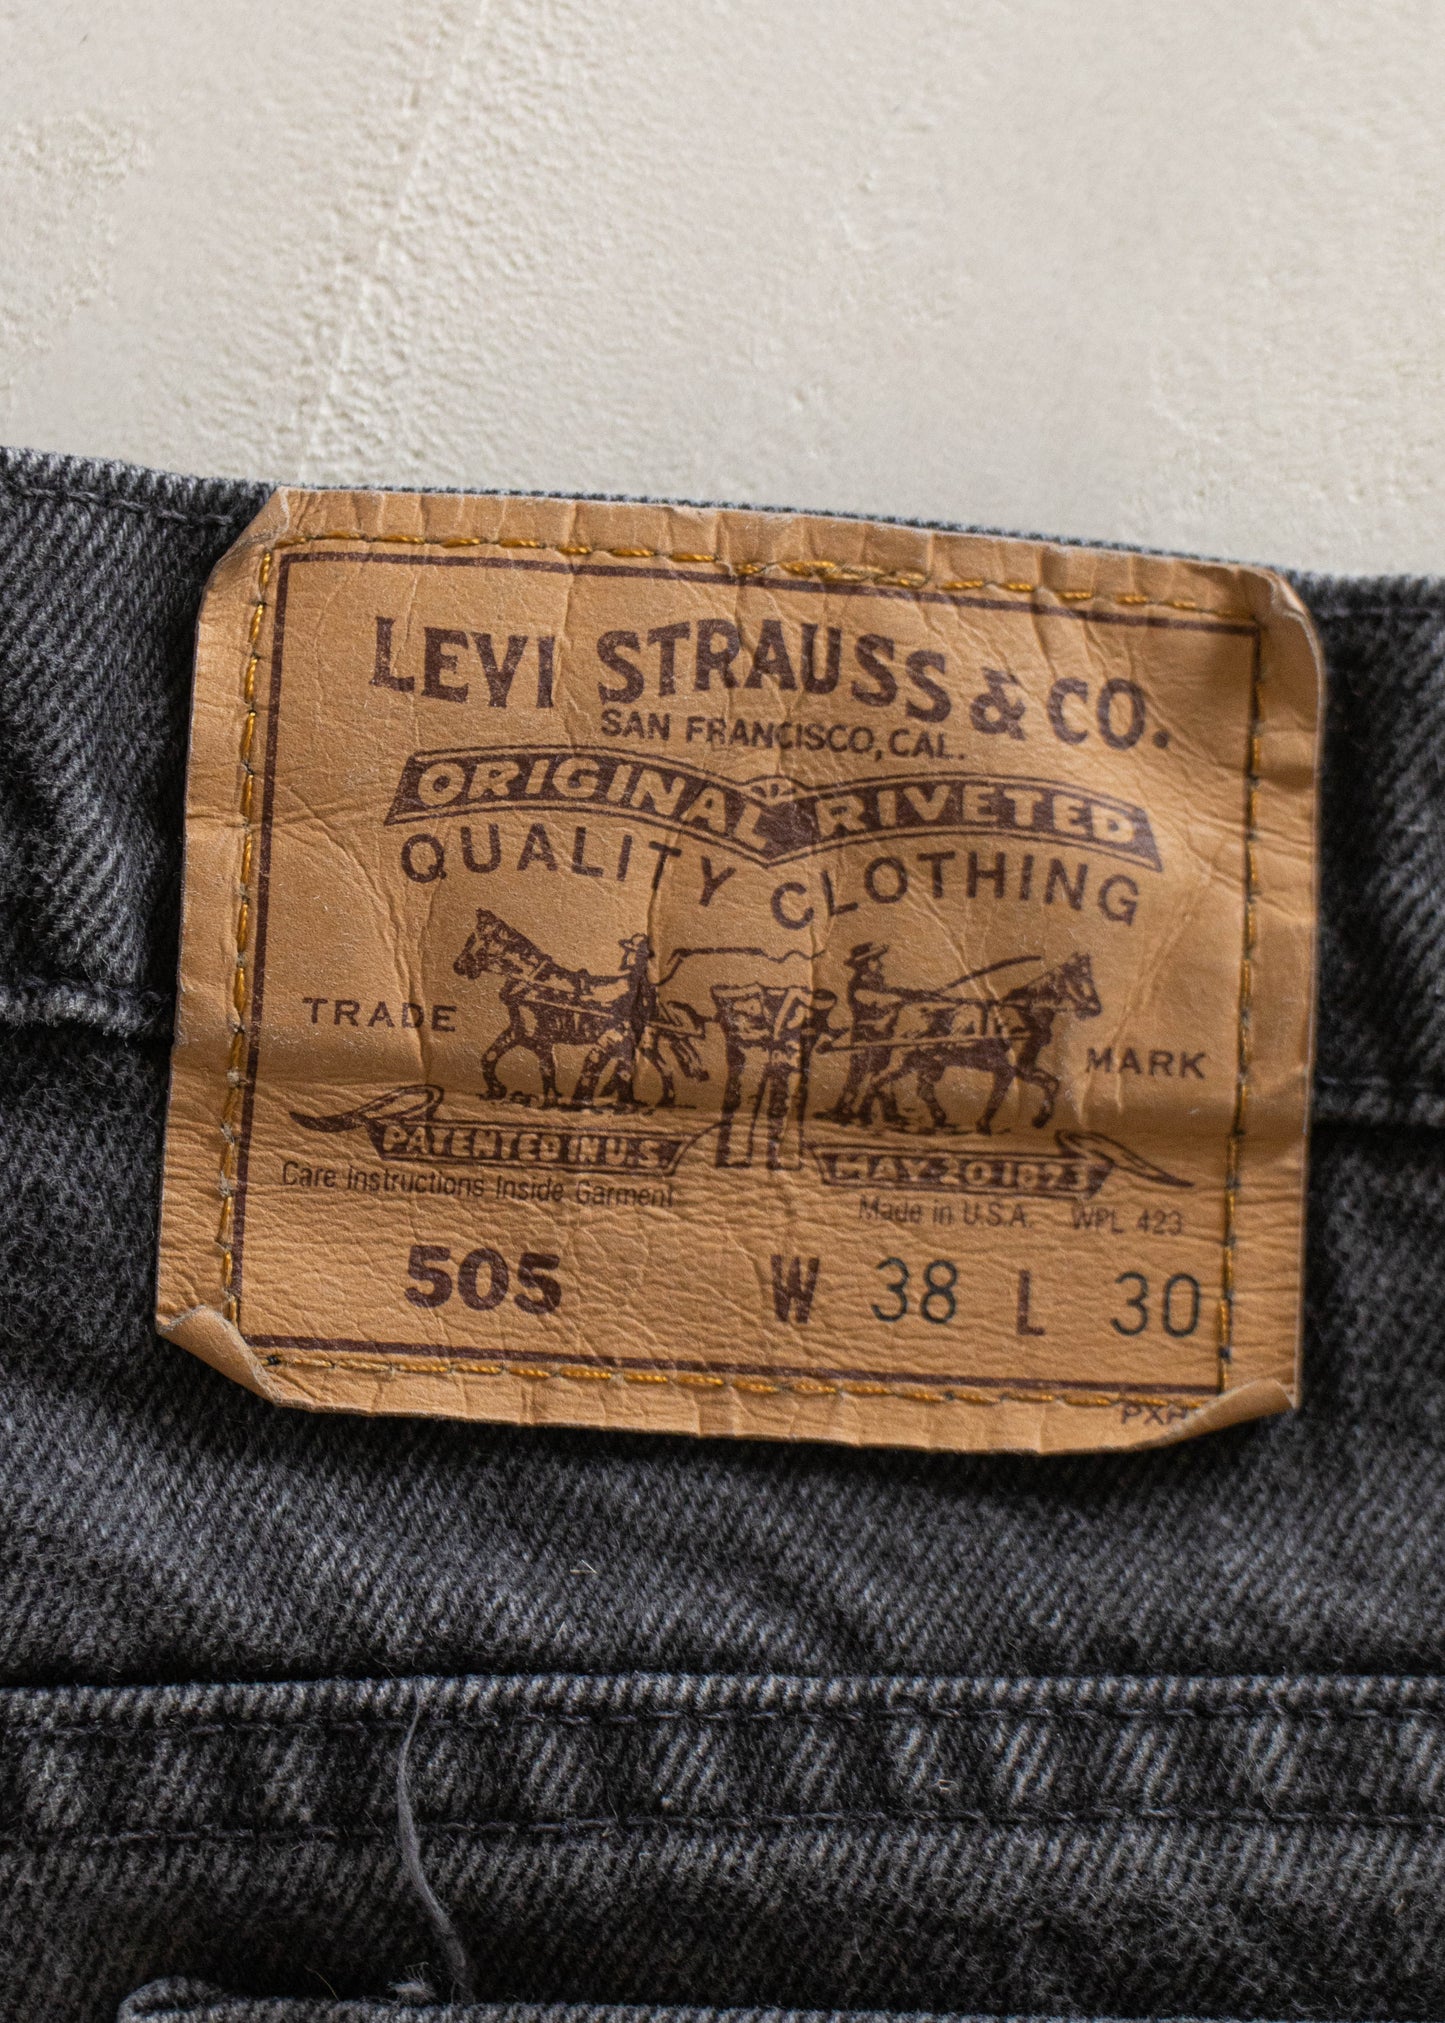 LEVI STRAUSS & CO.
SAN FRANCISCO, CAL.
ORIGINAL RIVETED
QUALITY CLOTHING
TRADE MARK
PATENTED IN U.S. MAY 20 1873
Care Instructions Inside Garment Made in U.S.A. WPL 423
505 W 38 L 30